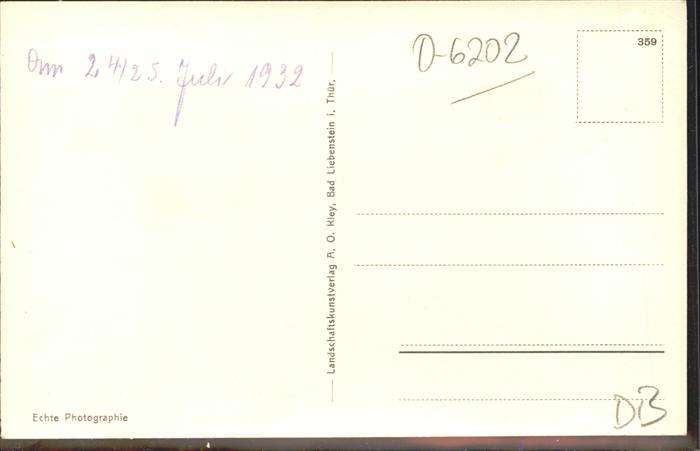 Am 24/25. Juli 1932
D-6202
359
Landschaftskunstverlag A. O. Kley, Bad Liebenstein i. Thür.
Echte Photographie
DB